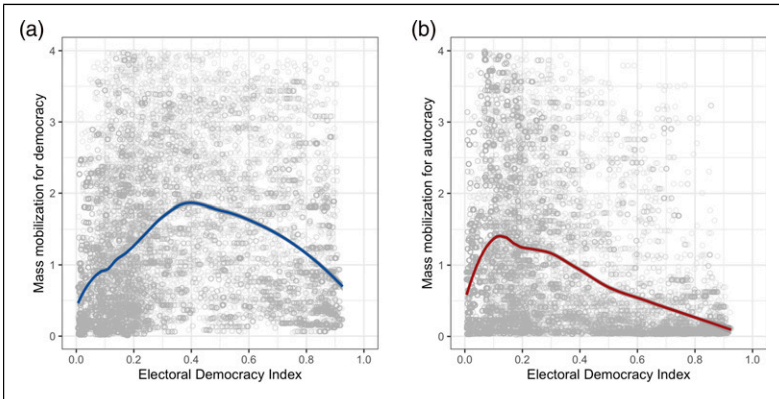 (a)
Mass mobilization for democracy
4
3
2
1
0
0.0 0.2 0.4 0.6 0.8 1.0
Electoral Democracy Index
(b)
Mass mobilization for autocracy
4
3
2
1
0
0.0 0.2 0.4 0.6 0.8 1.0
Electoral Democracy Index